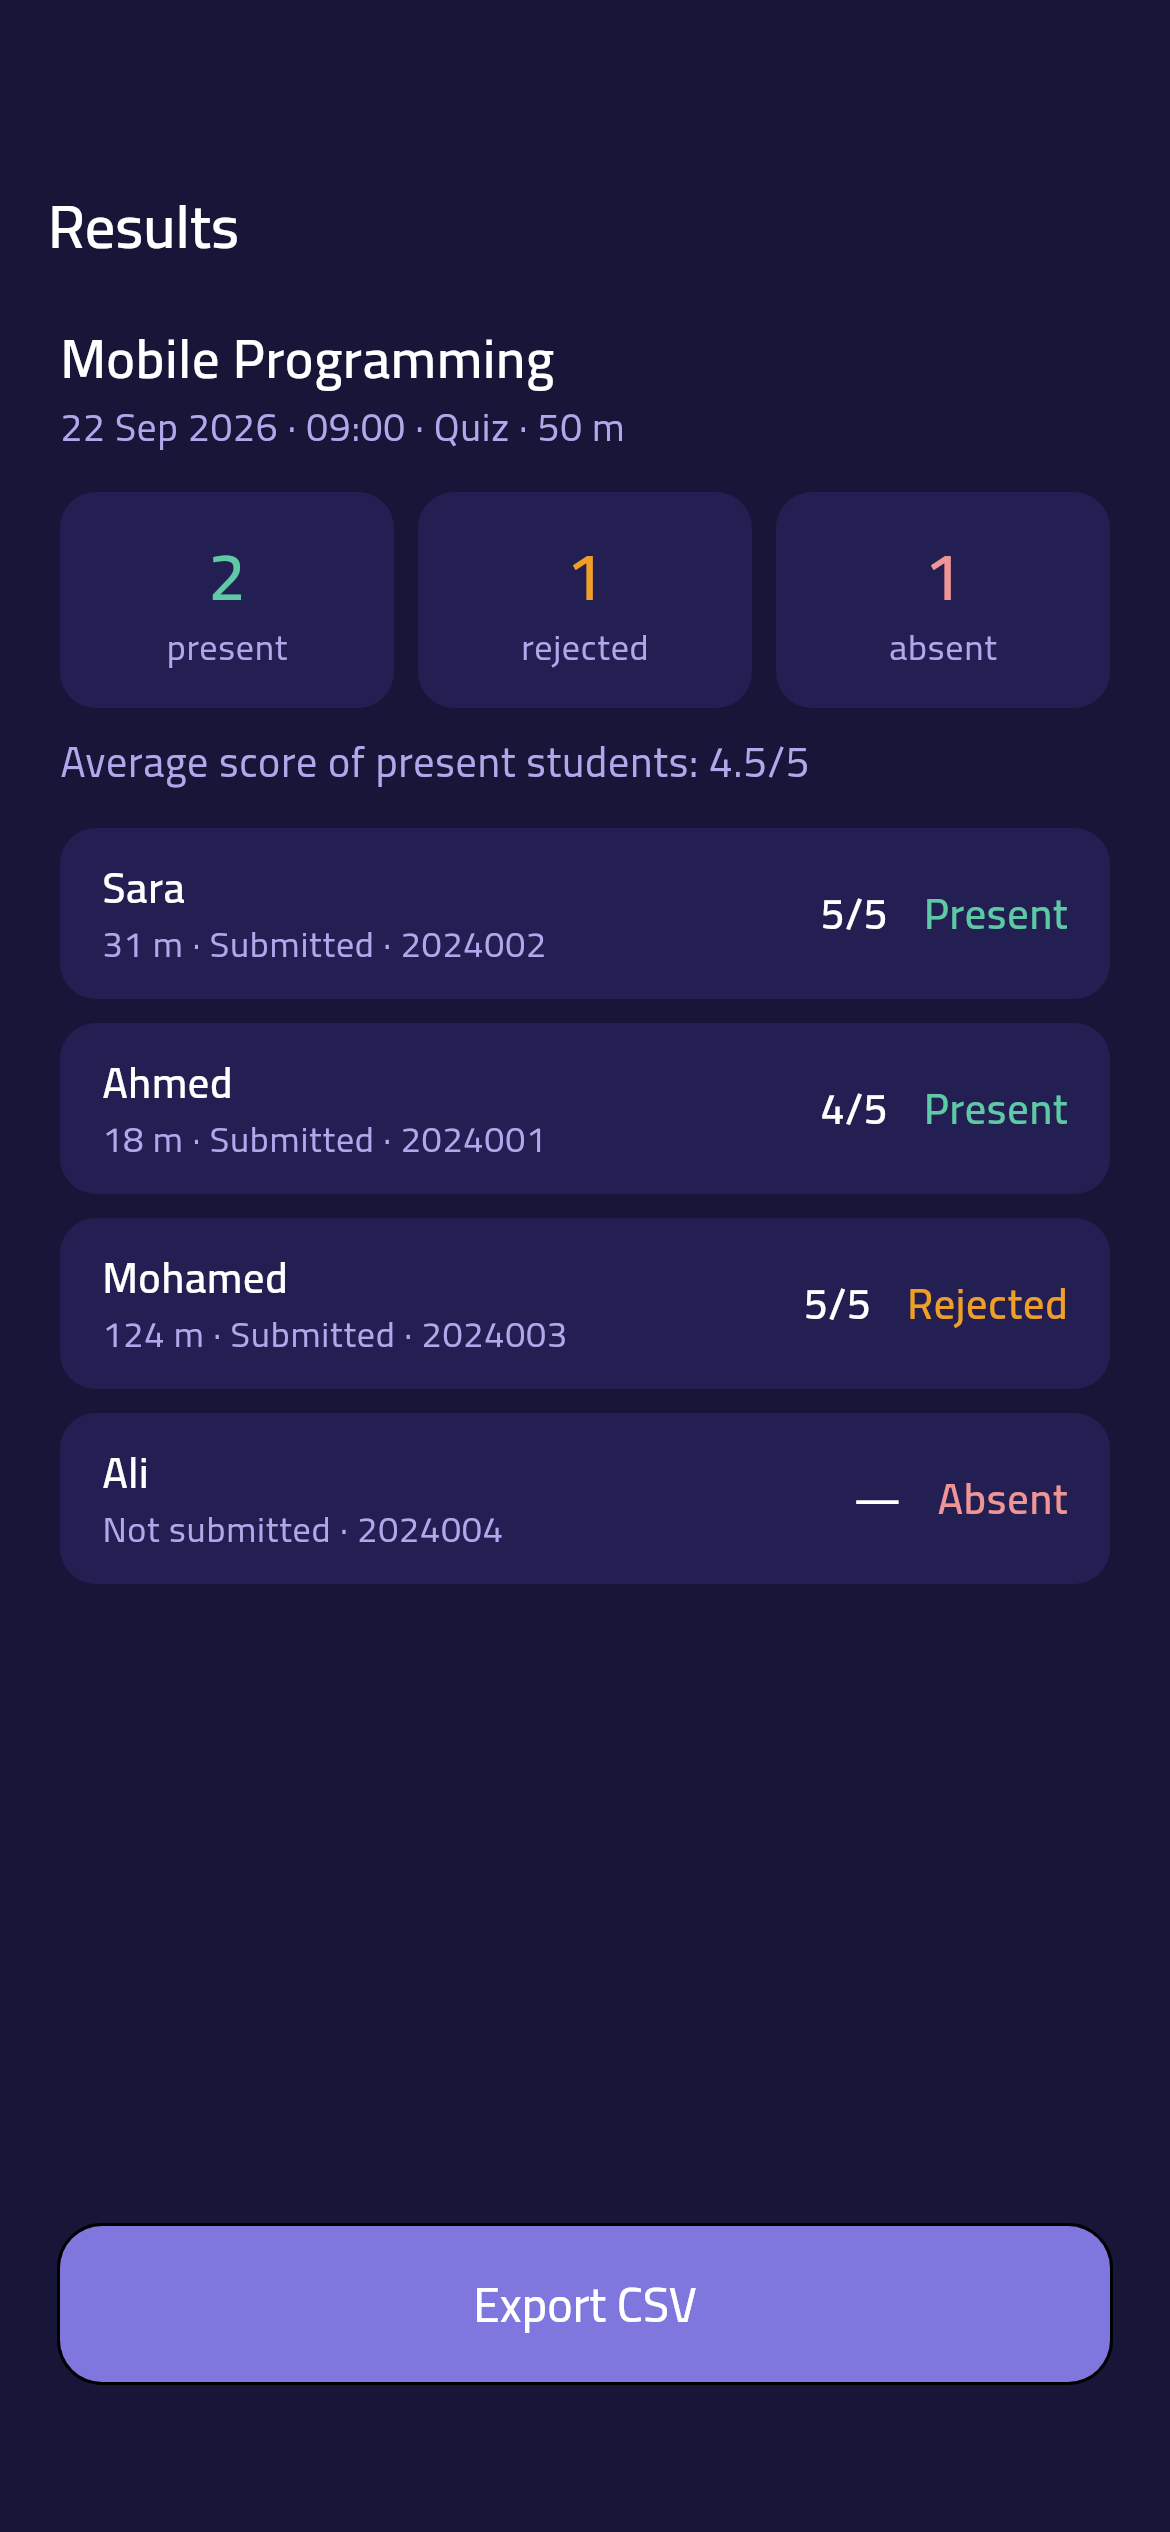 Results
Mobile Programming
22 Sep 2026 · 09:00 · Quiz · 50 m
2
present
1
rejected
1
absent
Average score of present students: 4.5/5
Sara
31 m · Submitted · 2024002
5/5 Present
Ahmed
18 m · Submitted · 2024001
4/5 Present
Mohamed
124 m · Submitted · 2024003
5/5 Rejected
Ali
Not submitted · 2024004
— Absent
Export CSV